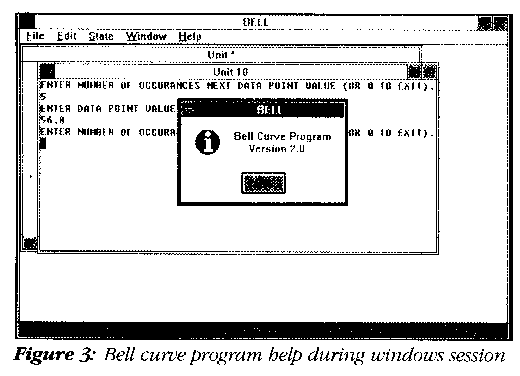 BELL
File Edit State Window Help
Unit *
Unit 10
ENTER NUMBER OF OCCURANCES NEXT DATA POINT VALUE (OR 0 TO EXIT).
5
ENTER DATA POINT VALUE
56.0
ENTER NUMBER OF OCCURA OR 0 TO EXIT).
BELL
Bell Curve Program
Version 2.0
Figure 3: Bell curve program help during windows session